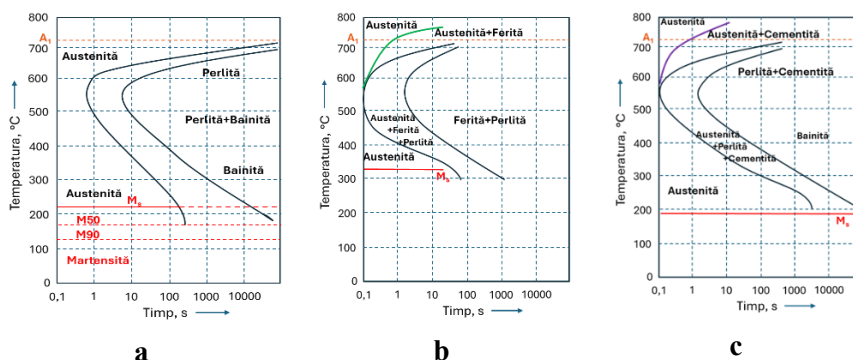 800
A₁
700
600
500
400
300
200
100
0
Temperatura, °C
Austenită
Perlită
Perlită+Bainită
Bainită
Austenită
Mₛ
M50
M90
Martensită
0,1
1
10
100
1000
10000
Timp, s
a
800
A₁
700
600
500
400
300
200
100
0
Temperatura, °C
Austenită
Austenită+Ferită
Austenită
+Ferită
+Perlită
Ferită+Perlită
Austenită
Mₛ
0,1
1
10
100
1000
10000
Timp, s
b
800
A₁
700
600
500
400
300
200
100
0
Temperatura, °C
Austenită
Austenită+Cementită
Perlită+Cementită
Austenită
+Perlită
+Cementită
Bainită
Austenită
Mₛ
0,1
1
10
100
1000
10000
Timp, s
c